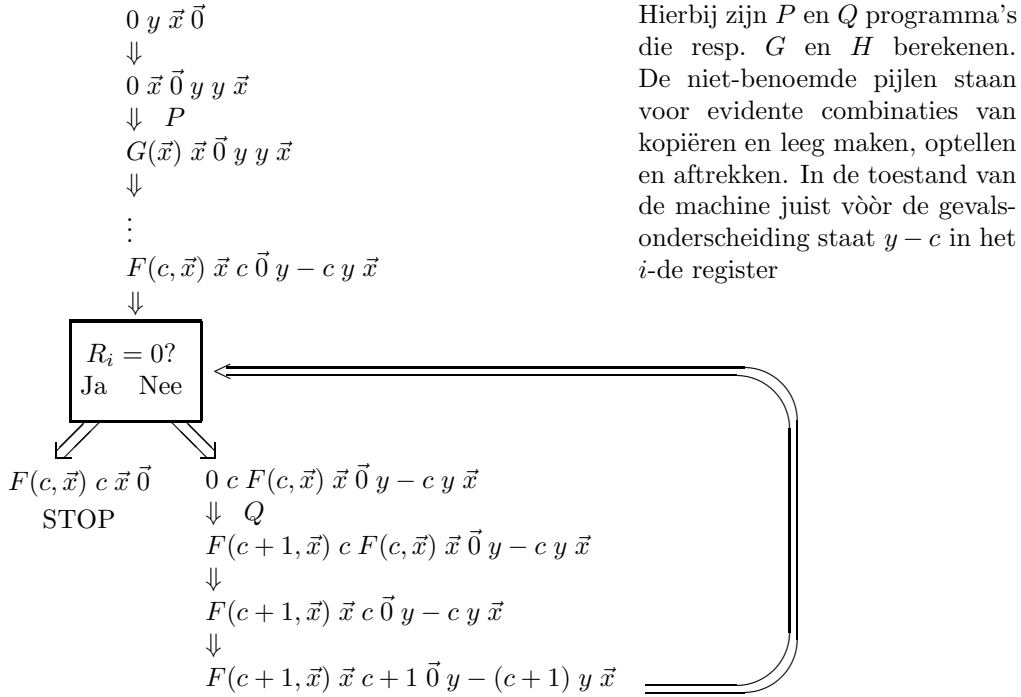 0 y x⃗ 0⃗
⇓
0 x⃗ 0⃗ y y x⃗
⇓ P
G(x⃗) x⃗ 0⃗ y y x⃗
⇓
⋮
F(c, x⃗) x⃗ c 0⃗ y − c y x⃗
⇓
R_i = 0?
Ja Nee
F(c, x⃗) c x⃗ 0⃗
STOP
0 c F(c, x⃗) x⃗ 0⃗ y − c y x⃗
⇓ Q
F(c + 1, x⃗) c F(c, x⃗) x⃗ 0⃗ y − c y x⃗
⇓
F(c + 1, x⃗) x⃗ c 0⃗ y − c y x⃗
⇓
F(c + 1, x⃗) x⃗ c + 1 0⃗ y − (c + 1) y x⃗
Hierbij zijn P en Q programma's
die resp. G en H berekenen.
De niet-benoemde pijlen staan
voor evidente combinaties van
kopiëren en leeg maken, optellen
en aftrekken. In de toestand van
de machine juist vòòr de gevals-
onderscheiding staat y − c in het
i-de register